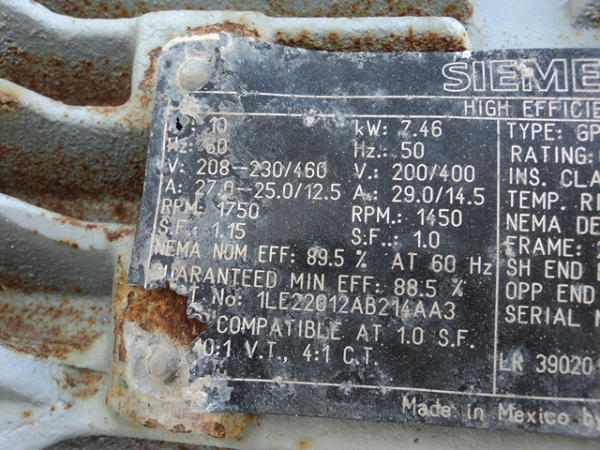 SIEME
HIGH EFFICIE
10 kW: 7.46 TYPE: GP
Hz: 60 Hz.: 50 RATING:
V: 208-230/460 V.: 200/400 INS. CLA
A: 27.0-25.0/12.5 A.: 29.0/14.5 TEMP. RI
RPM: 1750 RPM.: 1450 NEMA DE
S.F.: 1.15 S.F..: 1.0 FRAME: 2
NEMA NOM EFF: 89.5 % AT 60 Hz SH END
GUARANTEED MIN EFF: 88.5 % OPP END
No: 1LE22012AB214AA3 SERIAL N
COMPATIBLE AT 1.0 S.F.
10:1 V.T., 4:1 C.T. LR 39020
Made in Mexico by